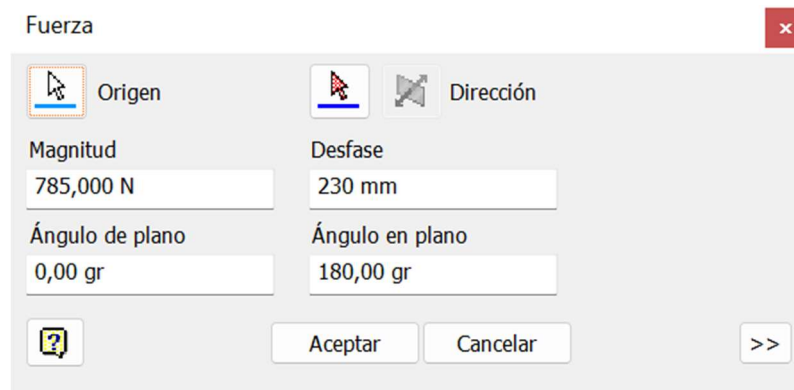 Fuerza
Origen
Dirección
Magnitud
Desfase
785,000 N
230 mm
Ángulo de plano
Ángulo en plano
0,00 gr
180,00 gr
Aceptar
Cancelar
>>